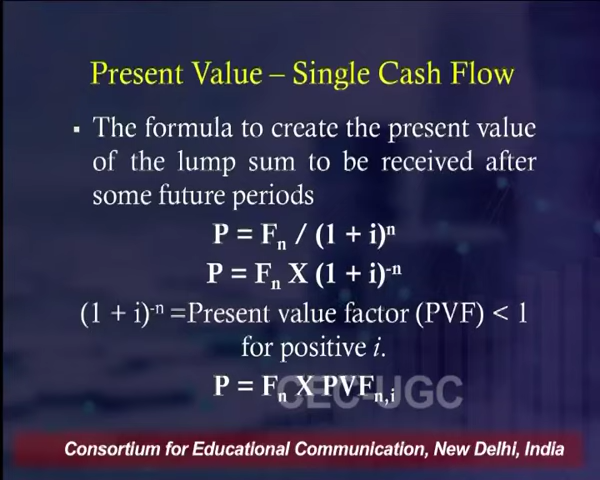 Present Value – Single Cash Flow
▪ The formula to create the present value
of the lump sum to be received after
some future periods
P = Fₙ / (1 + i)ⁿ
P = Fₙ X (1 + i)⁻ⁿ
(1 + i)⁻ⁿ =Present value factor (PVF) < 1
for positive i.
P = Fₙ X PVFₙ,ᵢ
CEC-UGC
Consortium for Educational Communication, New Delhi, India